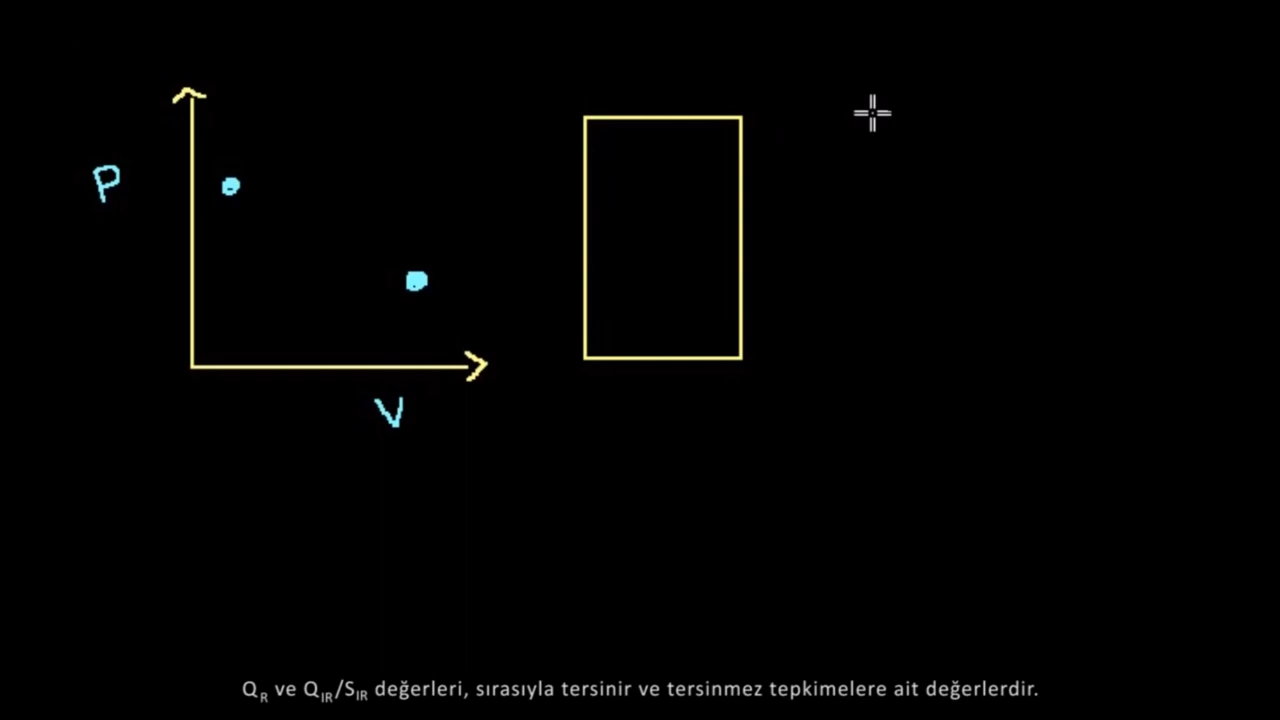 P
V
Q_R ve Q_IR/S_IR değerleri, sırasıyla tersinir ve tersinmez tepkimelere ait değerlerdir.